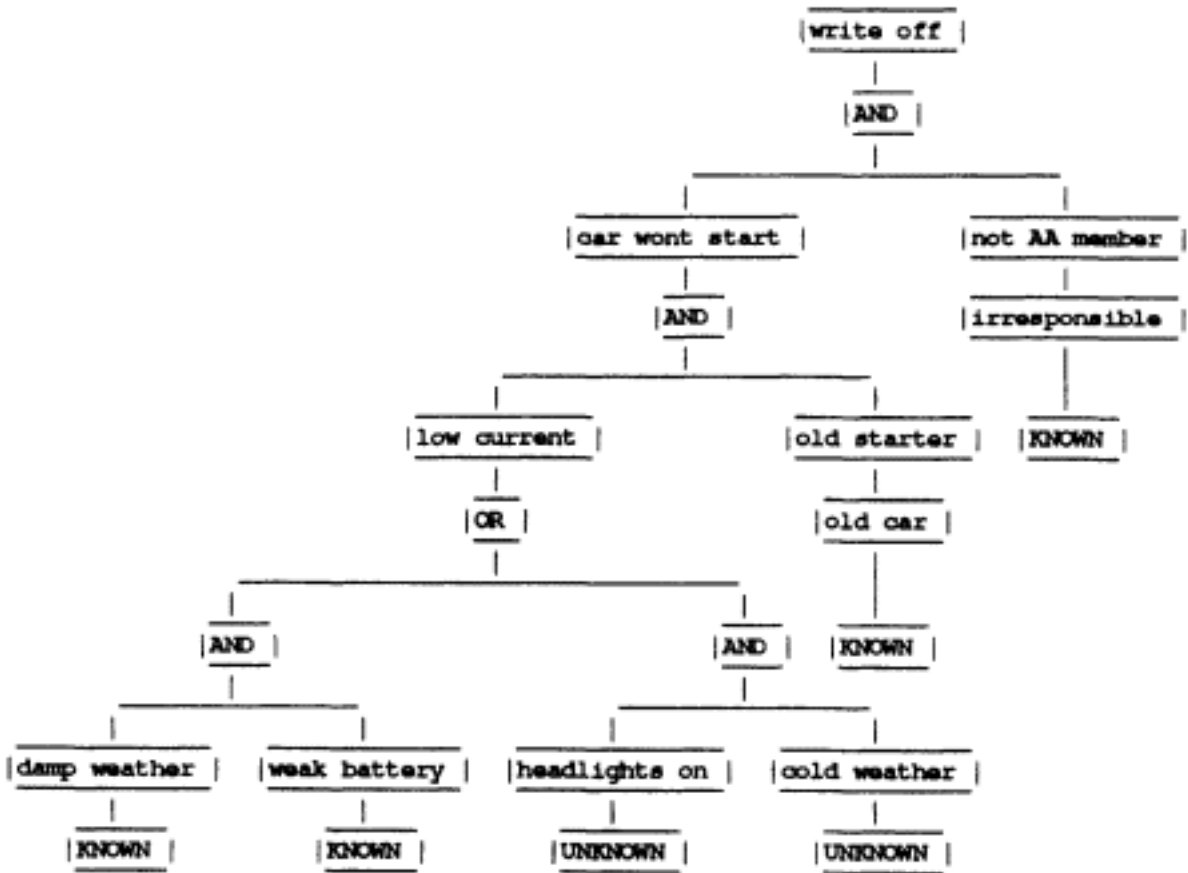 write off
AND
car wont start
not AA member
AND
irresponsible
low current
old starter
KNOWN
OR
old car
AND
AND
KNOWN
damp weather
weak battery
headlights on
cold weather
KNOWN
KNOWN
UNKNOWN
UNKNOWN